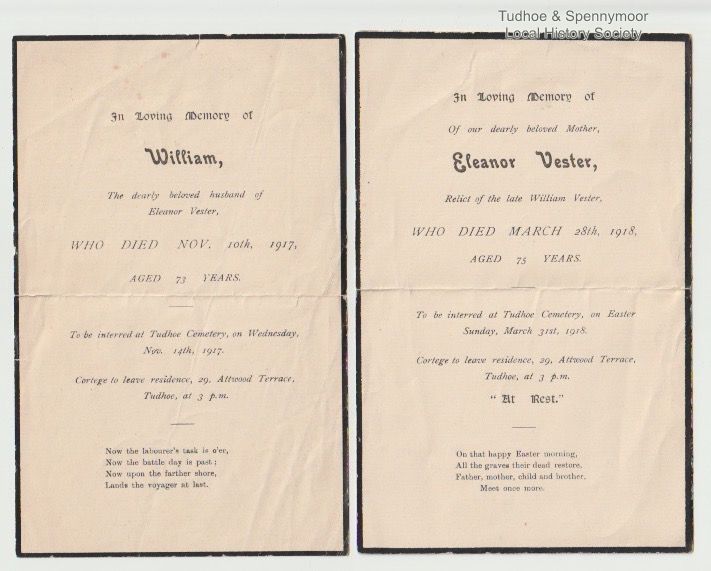 Tudhoe & Spennymoor
Local History Society
In Loving Memory of
William,
The dearly beloved husband of
Eleanor Vester,
WHO DIED NOV. 10th, 1917,
AGED 73 YEARS.
To be interred at Tudhoe Cemetery, on Wednesday,
Nov. 14th, 1917.
Cortege to leave residence, 29, Attwood Terrace,
Tudhoe, at 3 p.m.
Now the labourer's task is o'er,
Now the battle day is past;
Now upon the farther shore,
Lands the voyager at last.
In Loving Memory of
Of our dearly beloved Mother,
Eleanor Vester,
Relict of the late William Vester,
WHO DIED MARCH 28th, 1918,
AGED 75 YEARS.
To be interred at Tudhoe Cemetery, on Easter
Sunday, March 31st, 1918.
Cortege to leave residence, 29, Attwood Terrace,
Tudhoe, at 3 p.m.
"At Rest."
On that happy Easter morning,
All the graves their dead restore,
Father, mother, child and brother,
Meet once more.